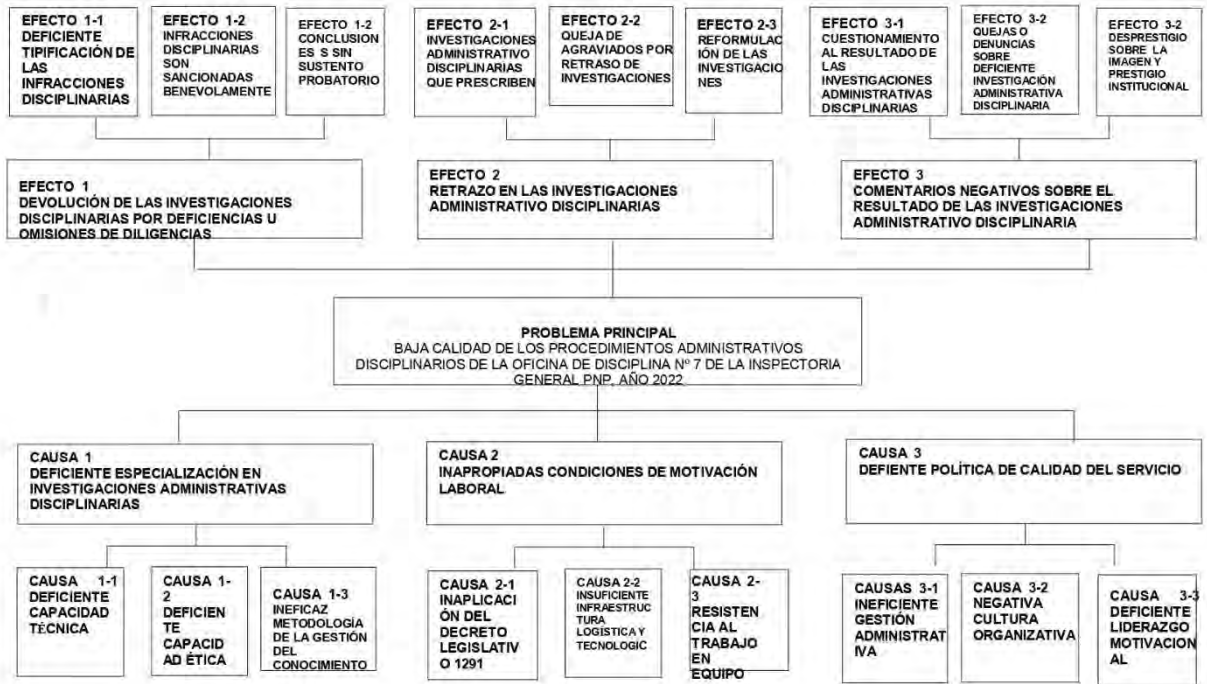 EFECTO 1-1
DEFICIENTE
TIPIFICACIÓN DE
LAS
INFRACCIONES
DISCIPLINARIAS
EFECTO 1-2
INFRACCIONES
DISCIPLINARIAS
SON
SANCIONADAS
BENEVOLAMENTE
EFECTO 1-2
CONCLUSION
ES S SIN
SUSTENTO
PROBATORIO
EFECTO 2-1
INVESTIGACIONES
ADMINISTRATIVO
DISCIPLINARIAS
QUE PRESCRIBEN
EFECTO 2-2
QUEJA DE
AGRAVIADOS POR
RETRASO DE
INVESTIGACIONES
EFECTO 2-3
REFORMULAC
IÓN DE LAS
INVESTIGACIO
NES
EFECTO 3-1
CUESTIONAMIENTO
AL RESULTADO DE
LAS
INVESTIGACIONES
ADMINISTRATIVAS
DISCIPLINARIAS
EFECTO 3-2
QUEJAS O
DENUNCIAS
SOBRE
DEFICIENTE
INVESTIGACIÓN
ADMINISTRATIVA
DISCIPLINARIA
EFECTO 3-2
DESPRESTIGIO
SOBRE LA
IMAGEN Y
PRESTIGIO
INSTITUCIONAL
EFECTO 1
DEVOLUCIÓN DE LAS INVESTIGACIONES
DISCIPLINARIAS POR DEFICIENCIAS U
OMISIONES DE DILIGENCIAS
EFECTO 2
RETRAZO EN LAS INVESTIGACIONES
ADMINISTRATIVO DISCIPLINARIAS
EFECTO 3
COMENTARIOS NEGATIVOS SOBRE EL
RESULTADO DE LAS INVESTIGACIONES
ADMINISTRATIVO DISCIPLINARIA
PROBLEMA PRINCIPAL
BAJA CALIDAD DE LOS PROCEDIMIENTOS ADMINISTRATIVOS
DISCIPLINARIOS DE LA OFICINA DE DISCIPLINA Nº 7 DE LA INSPECTORIA
GENERAL PNP, AÑO 2022
CAUSA 1
DEFICIENTE ESPECIALIZACIÓN EN
INVESTIGACIONES ADMINISTRATIVAS
DISCIPLINARIAS
CAUSA 2
INAPROPIADAS CONDICIONES DE MOTIVACIÓN
LABORAL
CAUSA 3
DEFIENTE POLÍTICA DE CALIDAD DEL SERVICIO
CAUSA 1-1
DEFICIENTE
CAPACIDAD
TÉCNICA
CAUSA 1-
2
DEFICIE
NTE
CAPACID
AD ÉTICA
CAUSA 1-3
INEFICAZ
METODOLOGÍA
DE LA GESTIÓN
DEL
CONOCIMIENTO
CAUSA 2-1
INAPLICACI
ÓN DEL
DECRETO
LEGISLATIV
O 1291
CAUSA 2-2
INSUFICIENTE
INFRAESTRUC
TURA
LOGÍSTICA Y
TECNOLOGIC
CAUSA 2-
3
RESISTEN
CIA AL
TRABAJO
EN
EQUIPO
CAUSAS 3-1
INEFICIENTE
GESTIÓN
ADMINISTRAT
IVA
CAUSA 3-2
NEGATIVA
CULTURA
ORGANIZATIVA
CAUSA 3-3
DEFICIENTE
LIDERAZGO
MOTIVACION
AL